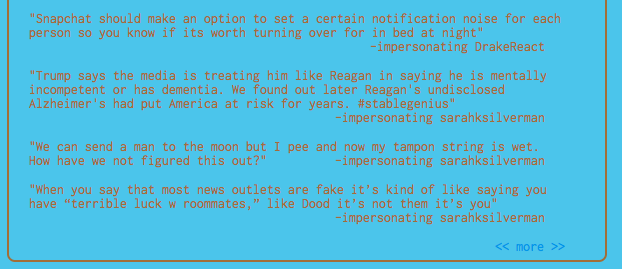 "Snapchat should make an option to set a certain notification noise for each
person so you know if its worth turning over for in bed at night"
~impersonating DrakeReact
"Trump says the media is treating him like Reagan in saying he is mentally
incompetent or has dementia. We found out later Reagan's undisclosed
Alzheimer's had put America at risk for years. #stablegenius"
~impersonating sarahksilverman
"We can send a man to the moon but I pee and now my tampon string is wet.
How have we not figured this out?" ~impersonating sarahksilverman
"When you say that most news outlets are fake it’s kind of like saying you
have “terrible luck w roommates,” like Dood it’s not them it’s you"
~impersonating sarahksilverman
<< more >>